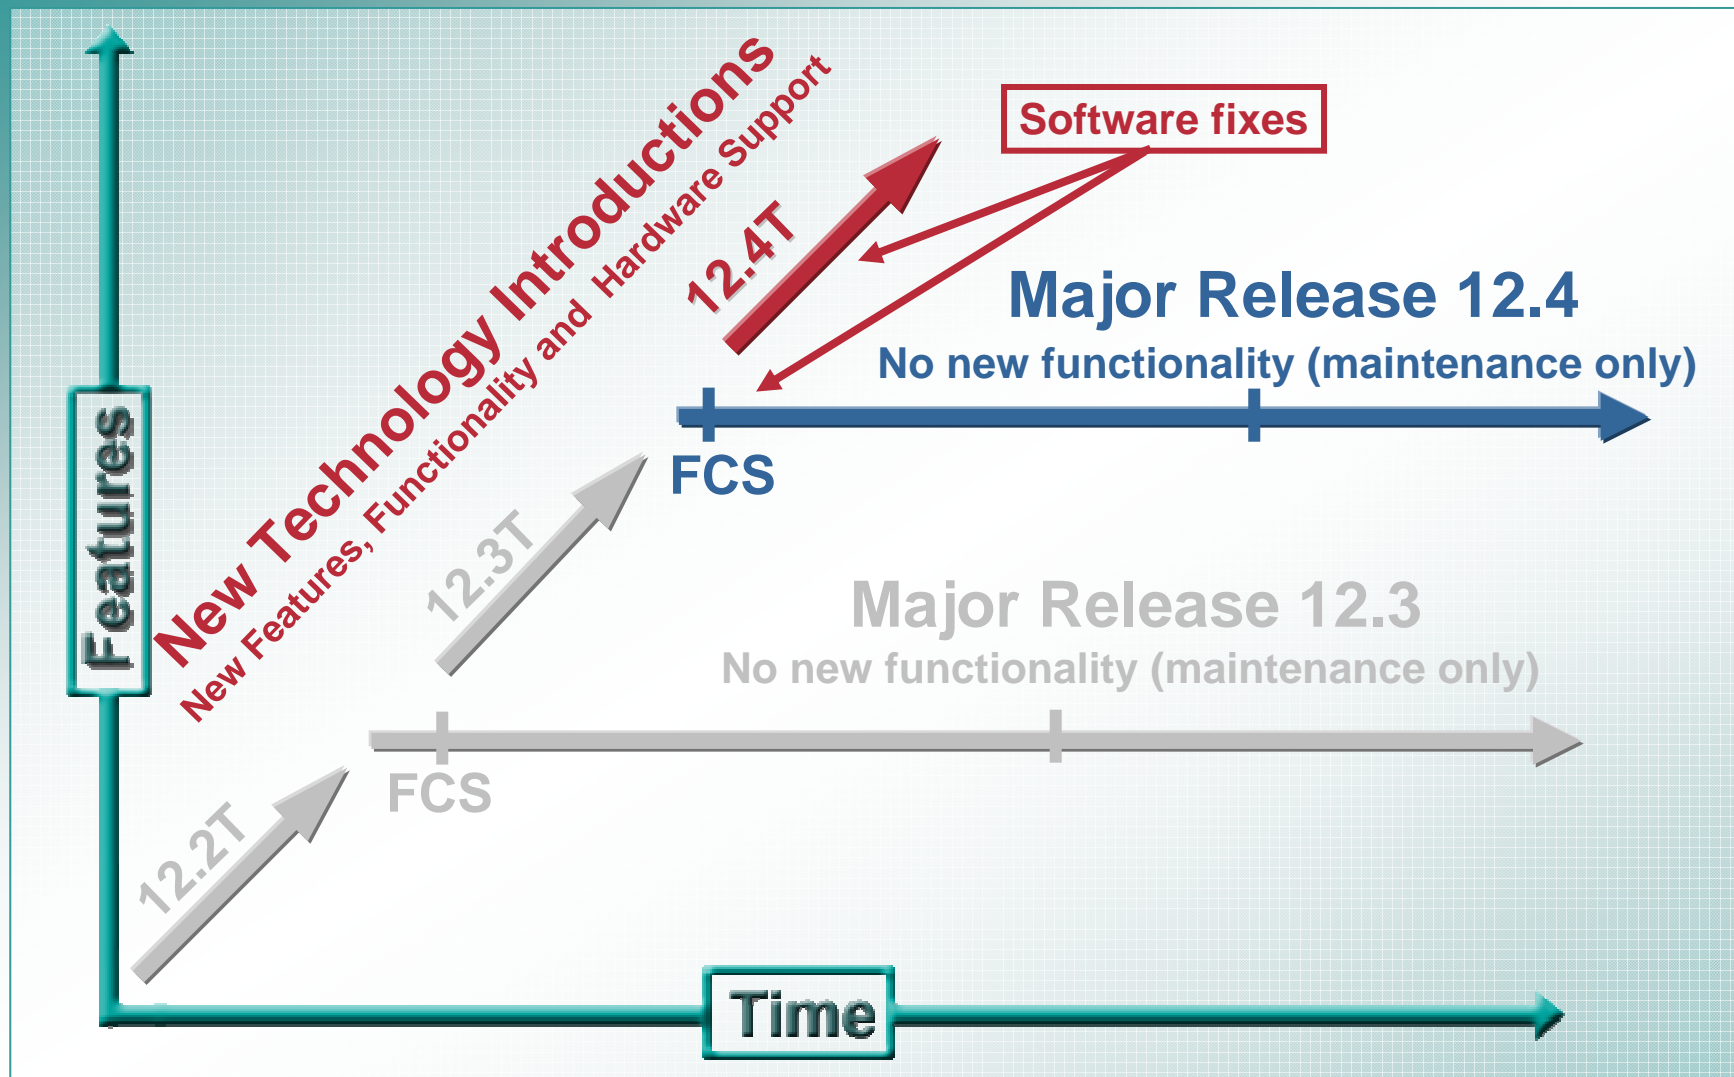 New Technology Introductions
New Features, Functionality and Hardware Support
Software fixes
12.4T
Major Release 12.4
No new functionality (maintenance only)
FCS
Features
12.3T
Major Release 12.3
No new functionality (maintenance only)
FCS
12.2T
Time